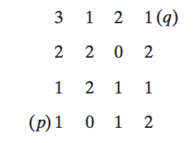 3 1 2 1 (q)
2 2 0 2
1 2 1 1
(p) 1 0 1 2